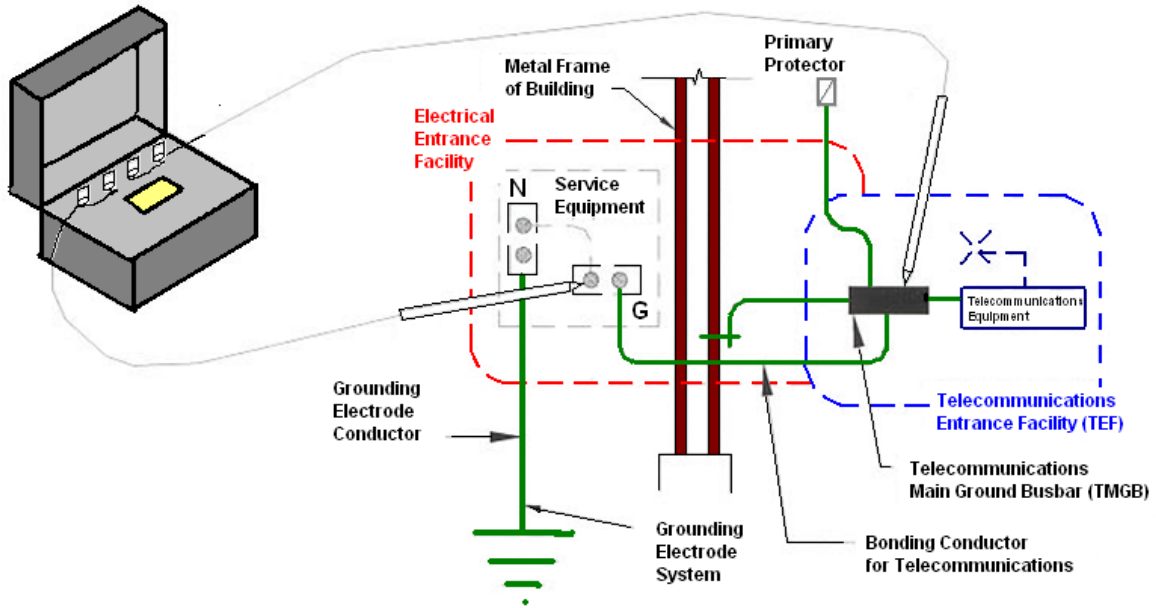 Primary
Protector
Metal Frame
of Building
Electrical
Entrance
Facility
N
Service
Equipment
G
Telecommunications
Equipment
Grounding
Electrode
Conductor
Telecommunications
Entrance Facility (TEF)
Telecommunications
Main Ground Busbar (TMGB)
Grounding
Electrode
System
Bonding Conductor
for Telecommunications